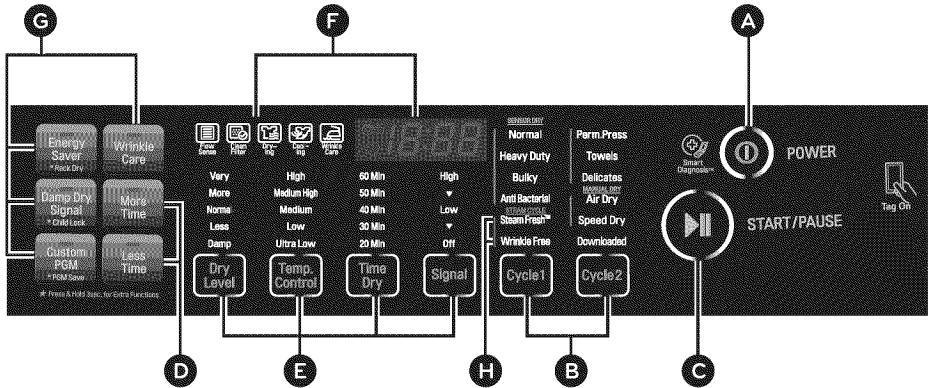 G
F
A
Energy Saver
* Rack Dry
Wrinkle Care
Damp Dry Signal
* Child Lock
More Time
Custom PGM
* PGM Save
Less Time
* Press & Hold 3sec. for Extra Functions
Flow Sense
Clean Filter
Dry-ing
Coo-ing
Wrinkle Care
Very
High
60 Min
High
More
Medium High
50 Min
Normal
Medium
40 Min
Low
Less
Low
30 Min
Damp
Ultra Low
20 Min
Off
Dry Level
Temp. Control
Time Dry
Signal
SENSOR DRY
Normal
Perm.Press
Heavy Duty
Towels
Bulky
Delicates
MANUAL DRY
Anti Bacterial
Air Dry
STEAM CYCLE
Steam Fresh™
Speed Dry
Wrinkle Free
Downloaded
Cycle1
Cycle2
Smart Diagnosis™
POWER
START/PAUSE
Tag On
D
E
H
B
C